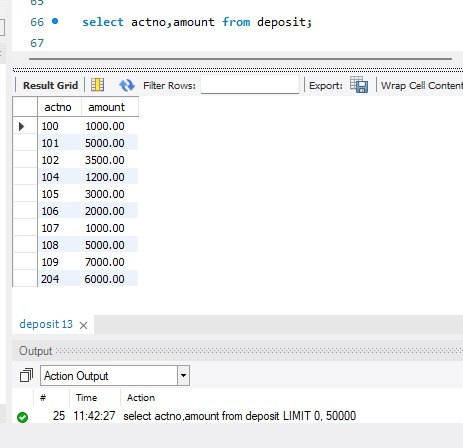 65
66 select actno,amount from deposit;
67
Result Grid Filter Rows: Export: Wrap Cell Content
actno amount
100 1000.00
101 5000.00
102 3500.00
104 1200.00
105 3000.00
106 2000.00
107 1000.00
108 5000.00
109 7000.00
204 6000.00
deposit 13 ×
Output
Action Output
# Time Action
25 11:42:27 select actno,amount from deposit LIMIT 0, 50000